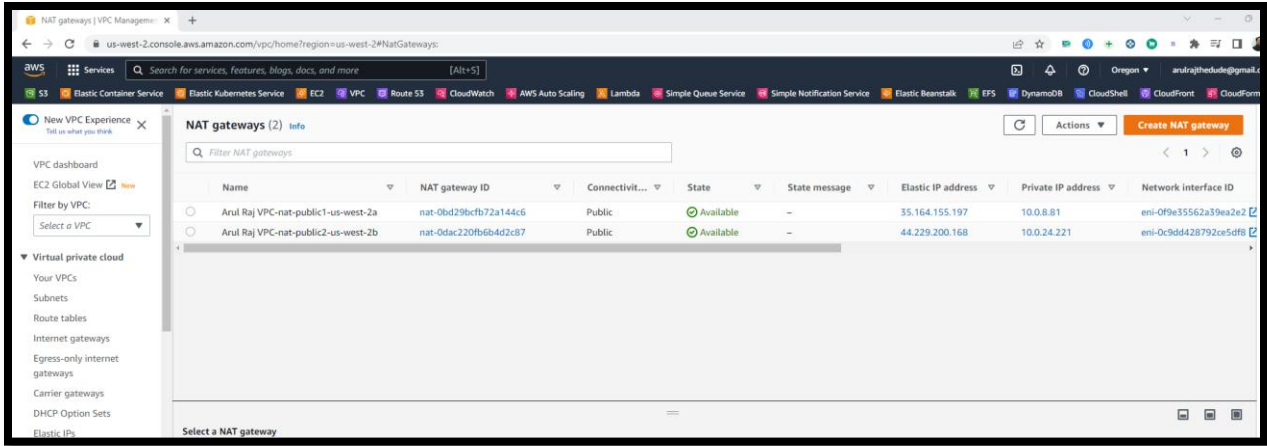 NAT gateways | VPC Managemen
us-west-2.console.aws.amazon.com/vpc/home?region=us-west-2#NatGateways:
aws Services Search for services, features, blogs, docs, and more [Alt+S] Oregon ▼ arulrajthedude@gmail.c
S3 Elastic Container Service Elastic Kubernetes Service EC2 VPC Route 53 CloudWatch AWS Auto Scaling Lambda Simple Queue Service Simple Notification Service Elastic Beanstalk EFS DynamoDB CloudShell CloudFront CloudForm
New VPC Experience
Tell us what you think
VPC dashboard
EC2 Global View New
Filter by VPC:
Select a VPC
Virtual private cloud
Your VPCs
Subnets
Route tables
Internet gateways
Egress-only internet
gateways
Carrier gateways
DHCP Option Sets
Elastic IPs
NAT gateways (2) Info
Actions ▼ Create NAT gateway
Filter NAT gateways
1
Name NAT gateway ID Connectivit... State State message Elastic IP address Private IP address Network interface ID
Arul Raj VPC-nat-public1-us-west-2a nat-0bd29bcfb72a144c6 Public Available – 35.164.155.197 10.0.8.81 eni-0f9e35562a39ea2e2
Arul Raj VPC-nat-public2-us-west-2b nat-0dac220fb6b4d2c87 Public Available – 44.229.200.168 10.0.24.221 eni-0c9dd428792ce5df8
Select a NAT gateway